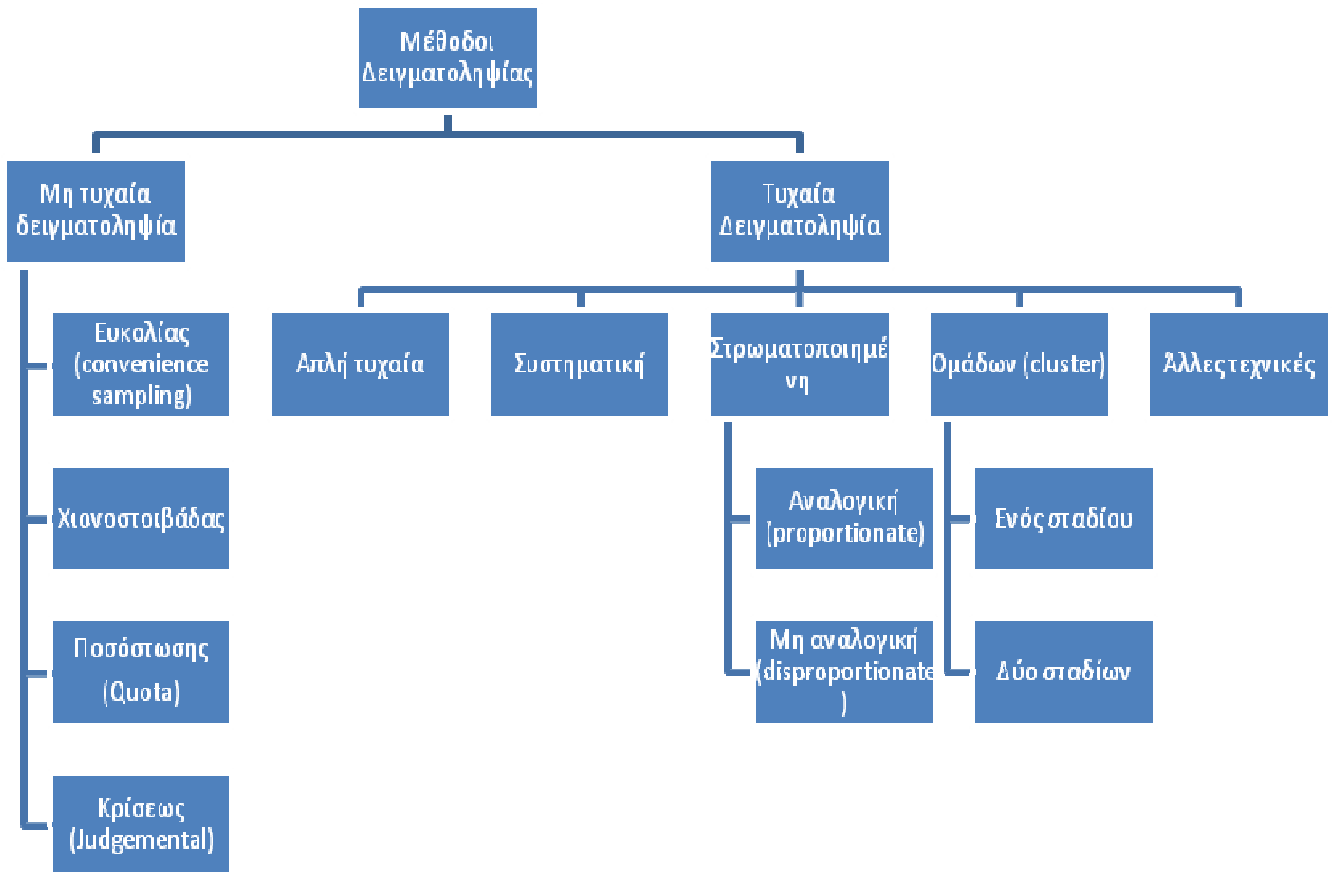 Μέθοδοι
Δειγματοληψίας
Μη τυχαία
δειγματοληψία
Τυχαία
Δειγματοληψία
Ευκολίας
(convenience
sampling)
Απλή τυχαία
Συστηματική
Στρωματοποιημέ
νη
Ομάδων (cluster)
Άλλες τεχνικές
Χιονοστοιβάδας
Αναλογική
(proportionate)
Ενός σταδίου
Ποσόστωσης
(Quota)
Μη αναλογική
(disproportionate
)
Δύο σταδίων
Κρίσεως
(Judgemental)